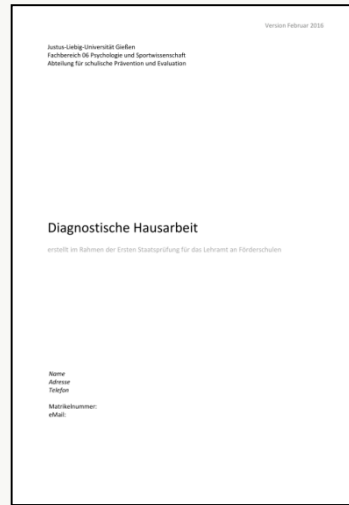 Version Februar 2016
Justus-Liebig-Universität Gießen
Fachbereich 06 Psychologie und Sportwissenschaft
Abteilung für schulische Prävention und Evaluation
Diagnostische Hausarbeit
erstellt im Rahmen der Ersten Staatsprüfung für das Lehramt an Förderschulen
Name
Adresse
Telefon
Matrikelnummer:
eMail: